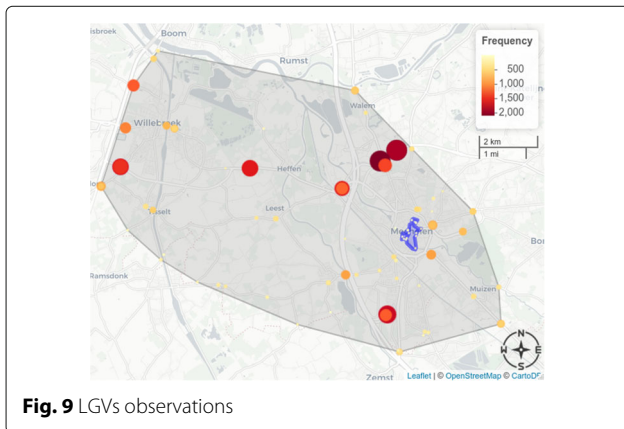 Boom
Rumst
Frequency
500
1,000
1,500
2,000
Walem
Willebroek
2 km
1 mi
Heffen
Leest
Ramsdonk
Muizen
N
W
E
S
Zemst
Leaflet | © OpenStreetMap © CartoDB
Fig. 9 LGVs observations